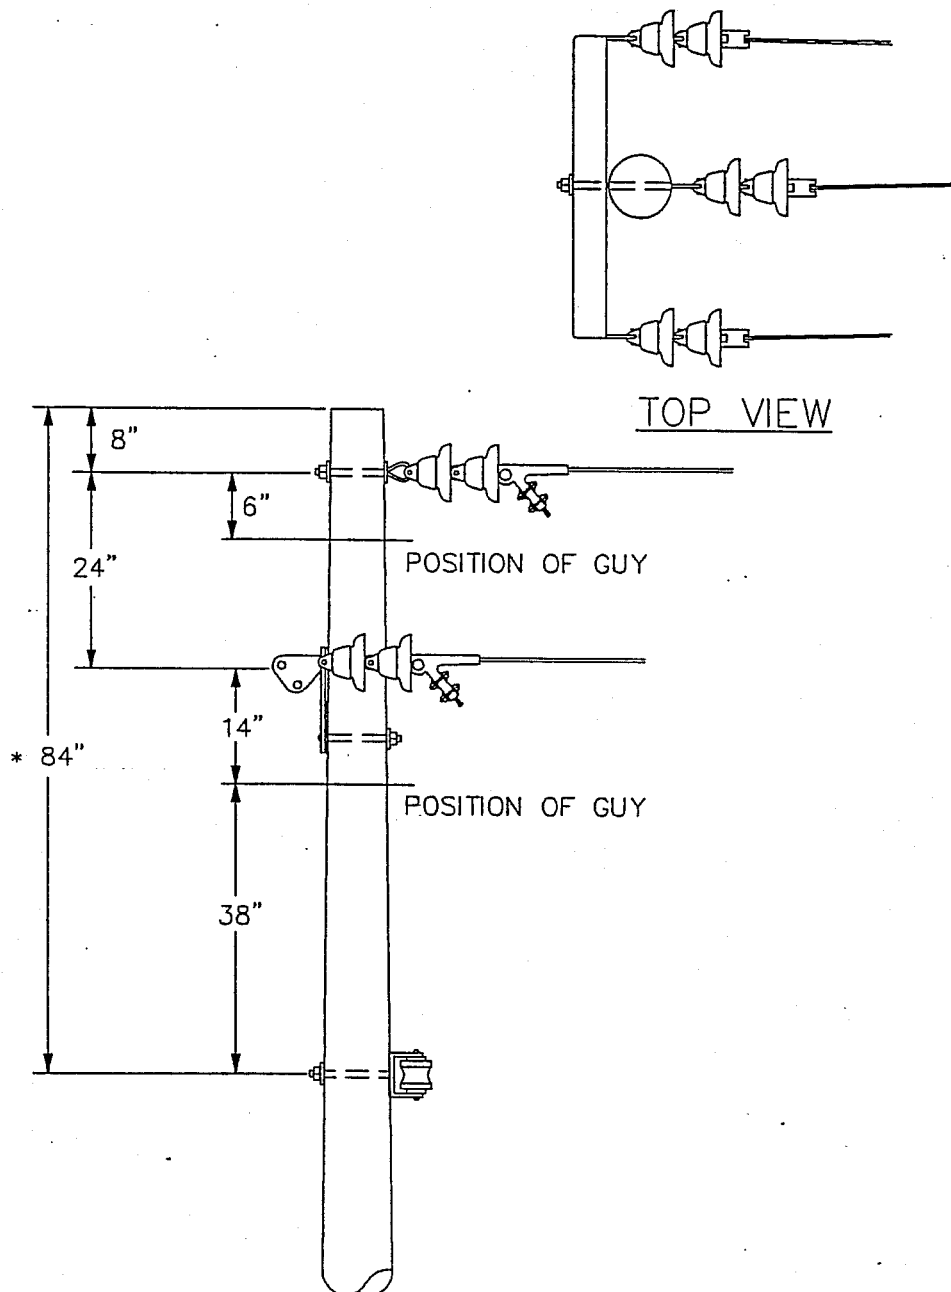 TOP VIEW
8”
6”
POSITION OF GUY
24”
14”
* 84”
POSITION OF GUY
38”